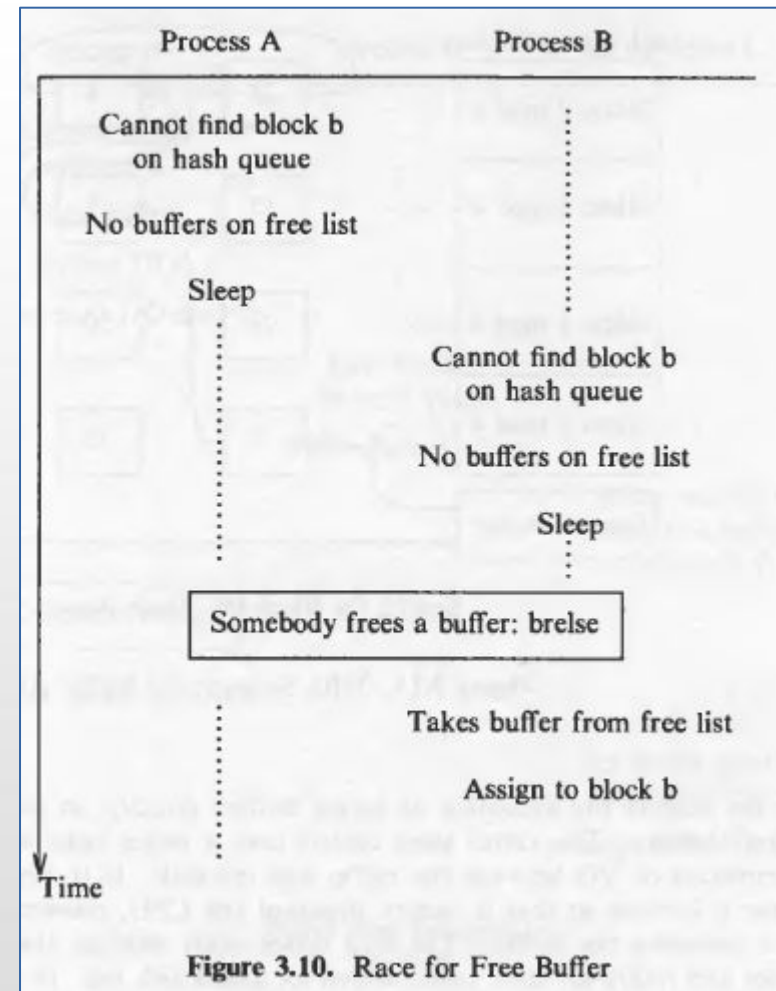 Process A Process B
Cannot find block b
on hash queue
No buffers on free list
Sleep
Cannot find block b
on hash queue
No buffers on free list
Sleep
Somebody frees a buffer: brelse
Takes buffer from free list
Assign to block b
Time
Figure 3.10. Race for Free Buffer